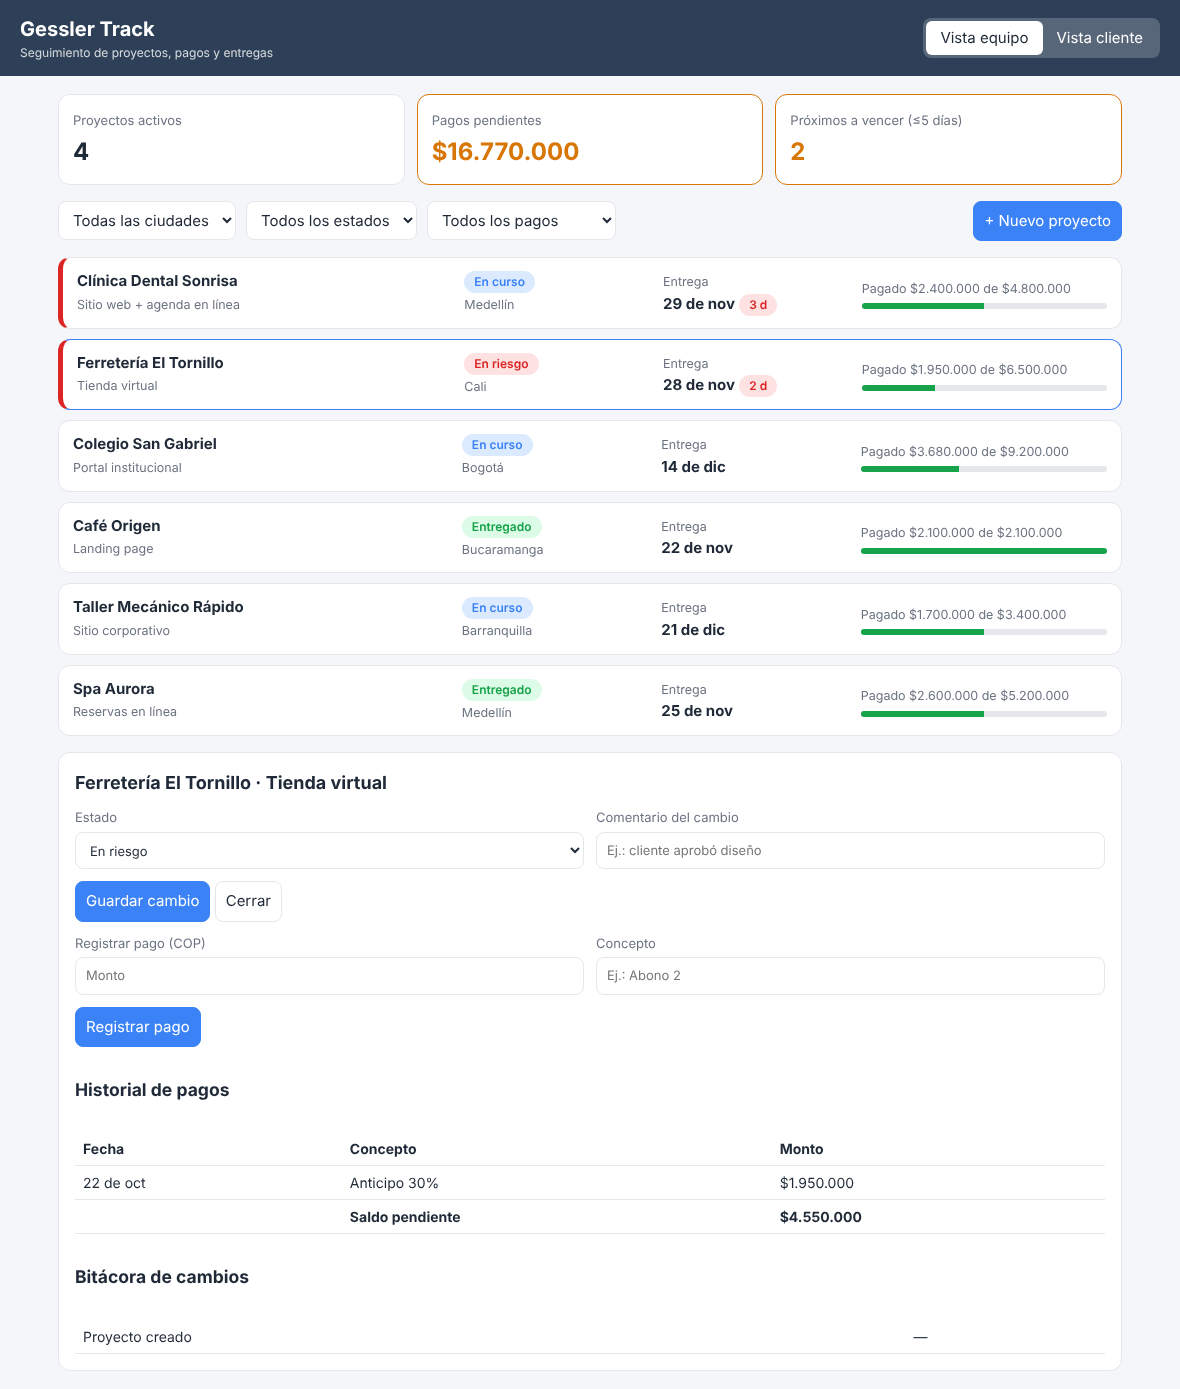 Gessler Track
Seguimiento de proyectos, pagos y entregas
Vista equipo
Vista cliente
Proyectos activos
4
Pagos pendientes
$16.770.000
Próximos a vencer (≤5 días)
2
Todas las ciudades
Todos los estados
Todos los pagos
+ Nuevo proyecto
Clínica Dental Sonrisa
Sitio web + agenda en línea
En curso
Medellín
Entrega
29 de nov 3 d
Pagado $2.400.000 de $4.800.000
Ferretería El Tornillo
Tienda virtual
En riesgo
Cali
Entrega
28 de nov 2 d
Pagado $1.950.000 de $6.500.000
Colegio San Gabriel
Portal institucional
En curso
Bogotá
Entrega
14 de dic
Pagado $3.680.000 de $9.200.000
Café Origen
Landing page
Entregado
Bucaramanga
Entrega
22 de nov
Pagado $2.100.000 de $2.100.000
Taller Mecánico Rápido
Sitio corporativo
En curso
Barranquilla
Entrega
21 de dic
Pagado $1.700.000 de $3.400.000
Spa Aurora
Reservas en línea
Entregado
Medellín
Entrega
25 de nov
Pagado $2.600.000 de $5.200.000
Ferretería El Tornillo · Tienda virtual
Estado
En riesgo
Comentario del cambio
Ej.: cliente aprobó diseño
Guardar cambio
Cerrar
Registrar pago (COP)
Monto
Concepto
Ej.: Abono 2
Registrar pago
Historial de pagos
Fecha Concepto Monto
22 de oct Anticipo 30% $1.950.000
Saldo pendiente $4.550.000
Bitácora de cambios
Proyecto creado —